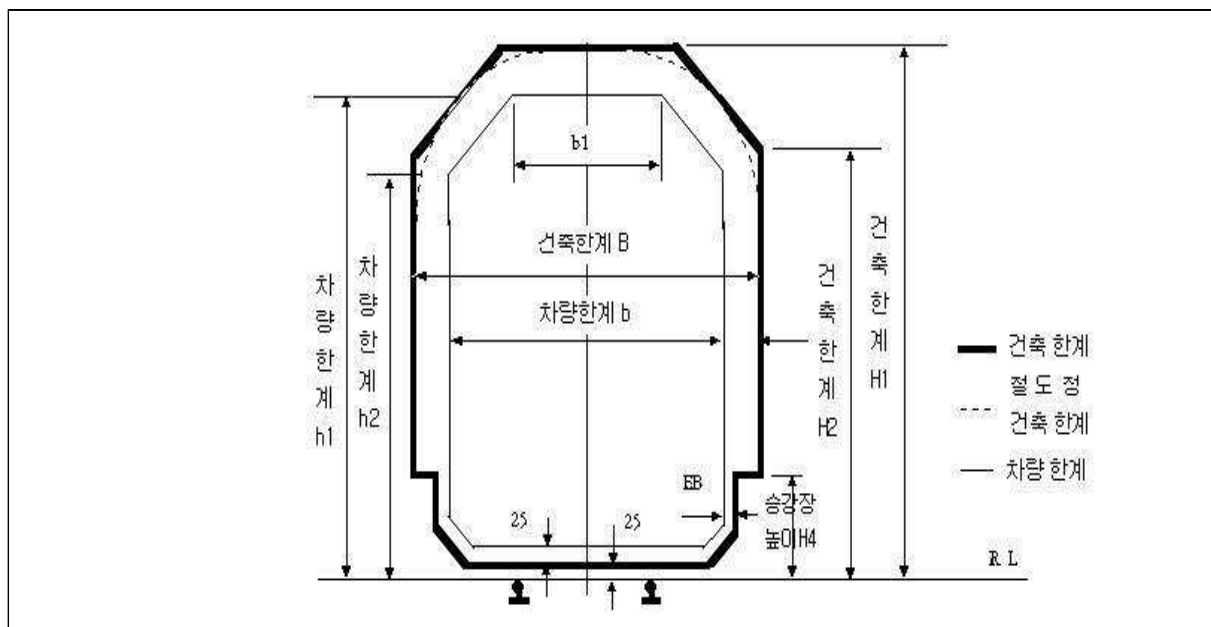 b1
건축한계 B
차량한계 b
차량한계 h1
차량한계 h2
건축한계 H2
건축한계 H1
EB
25
25
승강장
높이H4
R L
건축 한계
절 도 정
건축 한계
차량 한계